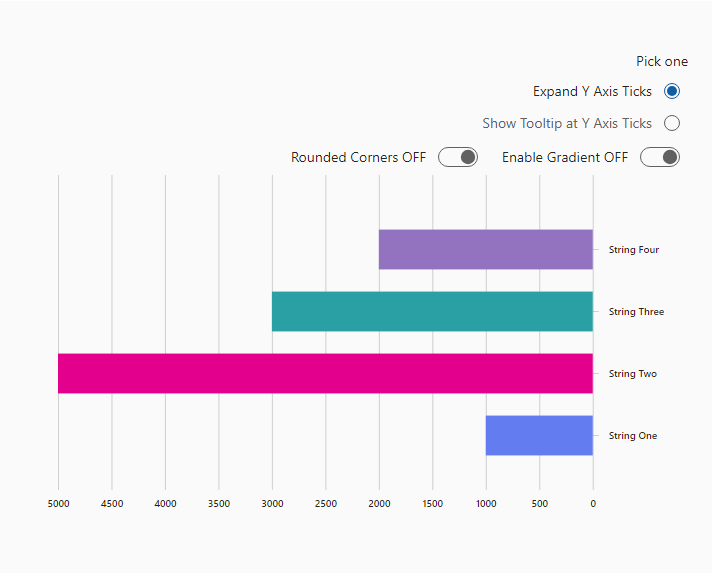 Pick one
Expand Y Axis Ticks
Show Tooltip at Y Axis Ticks
Rounded Corners OFF Enable Gradient OFF
String Four
String Three
String Two
String One
5000 4500 4000 3500 3000 2500 2000 1500 1000 500 0